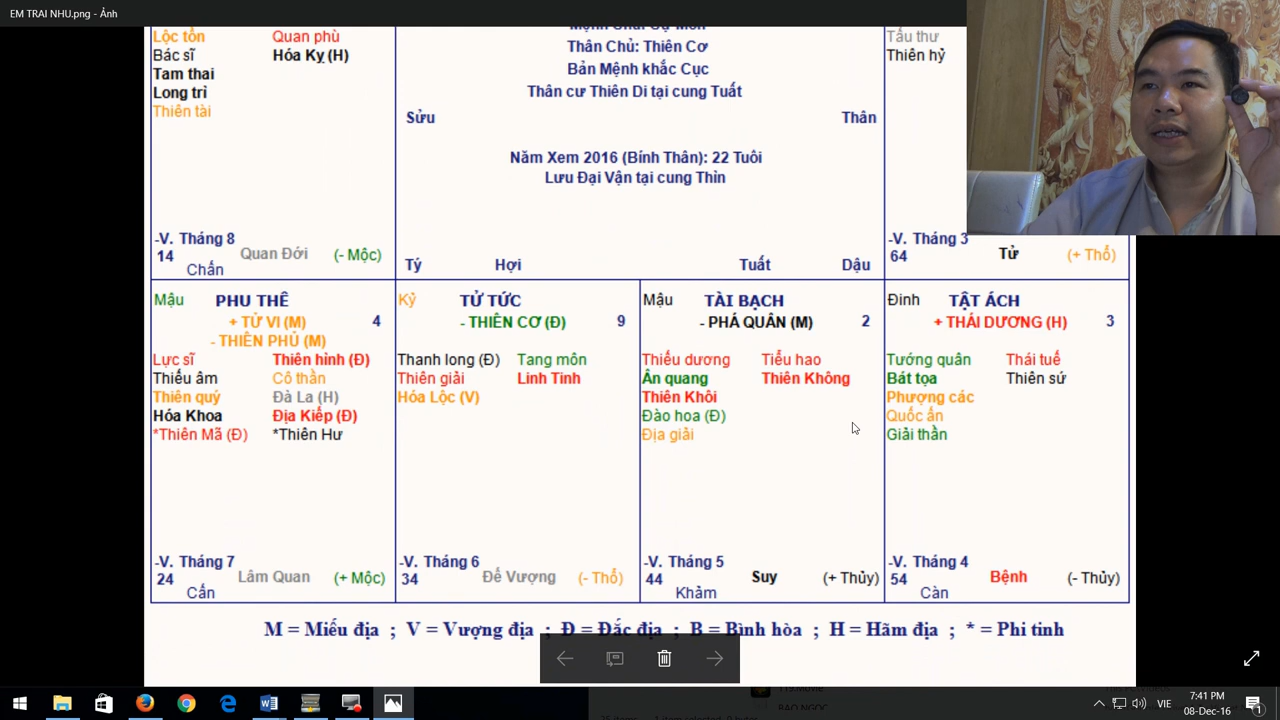 EM TRAI NHU.png - Ảnh
Lộc tồn
Quan phù
Bác sĩ
Hóa Kỵ (H)
Tam thai
Long trì
Thiên tài
-V. Tháng 8
14
Quan Đới
(- Mộc)
Chấn
Thân Chủ: Thiên Cơ
Bản Mệnh khắc Cục
Thân cư Thiên Di tại cung Tuất
Sửu
Thân
Năm Xem 2016 (Bính Thân): 22 Tuổi
Lưu Đại Vận tại cung Thìn
Tý
Hợi
Tuất
Dậu
Tấu thư
Thiên hỷ
-V. Tháng 3
64
Tử
(+ Thổ)
Mậu
PHU THÊ
+ TỬ VI (M)
4
- THIÊN PHỦ (M)
Lực sĩ
Thiên hình (Đ)
Thiếu âm
Cô thần
Thiên quý
Đà La (H)
Hóa Khoa
Địa Kiếp (Đ)
*Thiên Mã (Đ)
*Thiên Hư
-V. Tháng 7
24
Lâm Quan
(+ Mộc)
Cấn
Kỷ
TỬ TỨC
- THIÊN CƠ (Đ)
9
Thanh long (Đ)
Tang môn
Thiên giải
Linh Tinh
Hóa Lộc (V)
-V. Tháng 6
34
Đế Vượng
(- Thổ)
Mậu
TÀI BẠCH
- PHÁ QUÂN (M)
2
Thiếu dương
Tiểu hao
Ân quang
Thiên Không
Thiên Khôi
Đào hoa (Đ)
Địa giải
-V. Tháng 5
44
Suy
(+ Thủy)
Khảm
Đinh
TẬT ÁCH
+ THÁI DƯƠNG (H)
3
Tướng quân
Thái tuế
Bát tọa
Thiên sứ
Phượng các
Quốc ấn
Giải thần
-V. Tháng 4
54
Bệnh
(- Thủy)
Càn
M = Miếu địa ; V = Vượng địa ; Đ = Đắc địa ; B = Bình hòa ; H = Hãm địa ; * = Phi tinh
VIE
7:41 PM
08-Dec-16